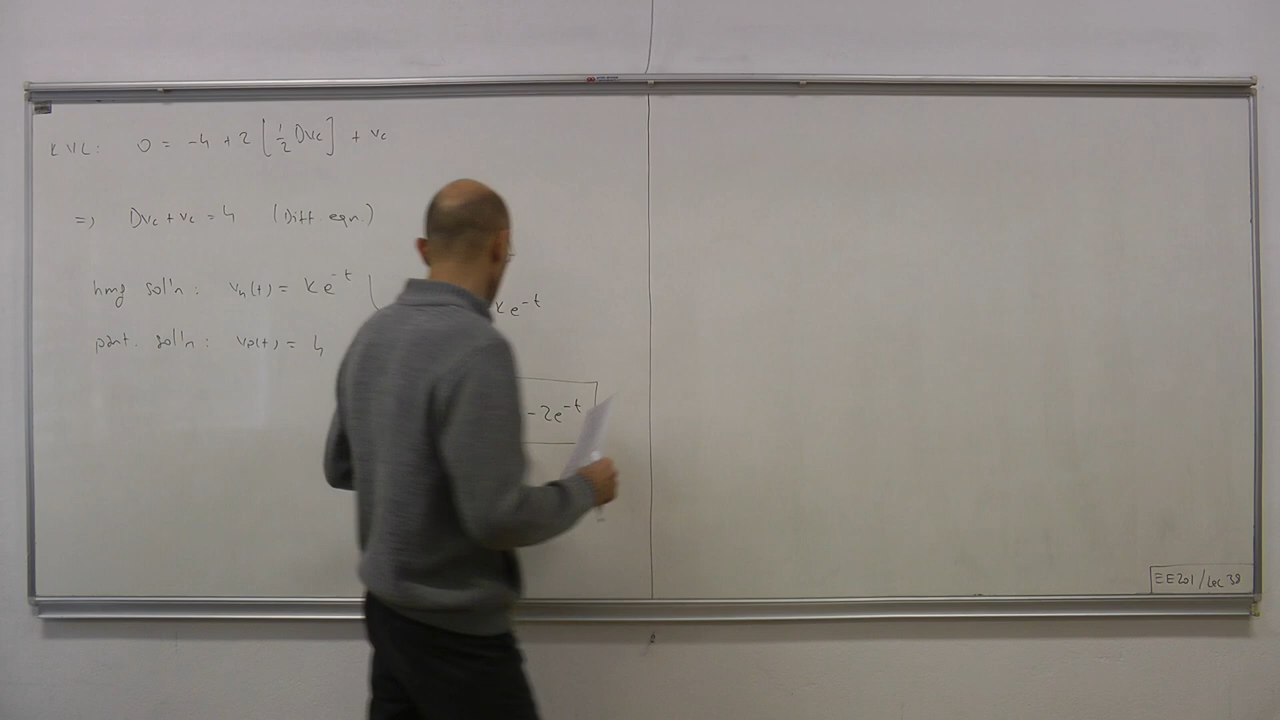 KVL: 0 = -4 + 2 [½ Dvc] + vc
=> Dvc + vc = 4 (Diff. eqn.)
hmg sol'n: vh(t) = Ke^-t
Ke^-t
part. sol'n: vp(t) = 4
-2e^-t
EE201/Lec 38